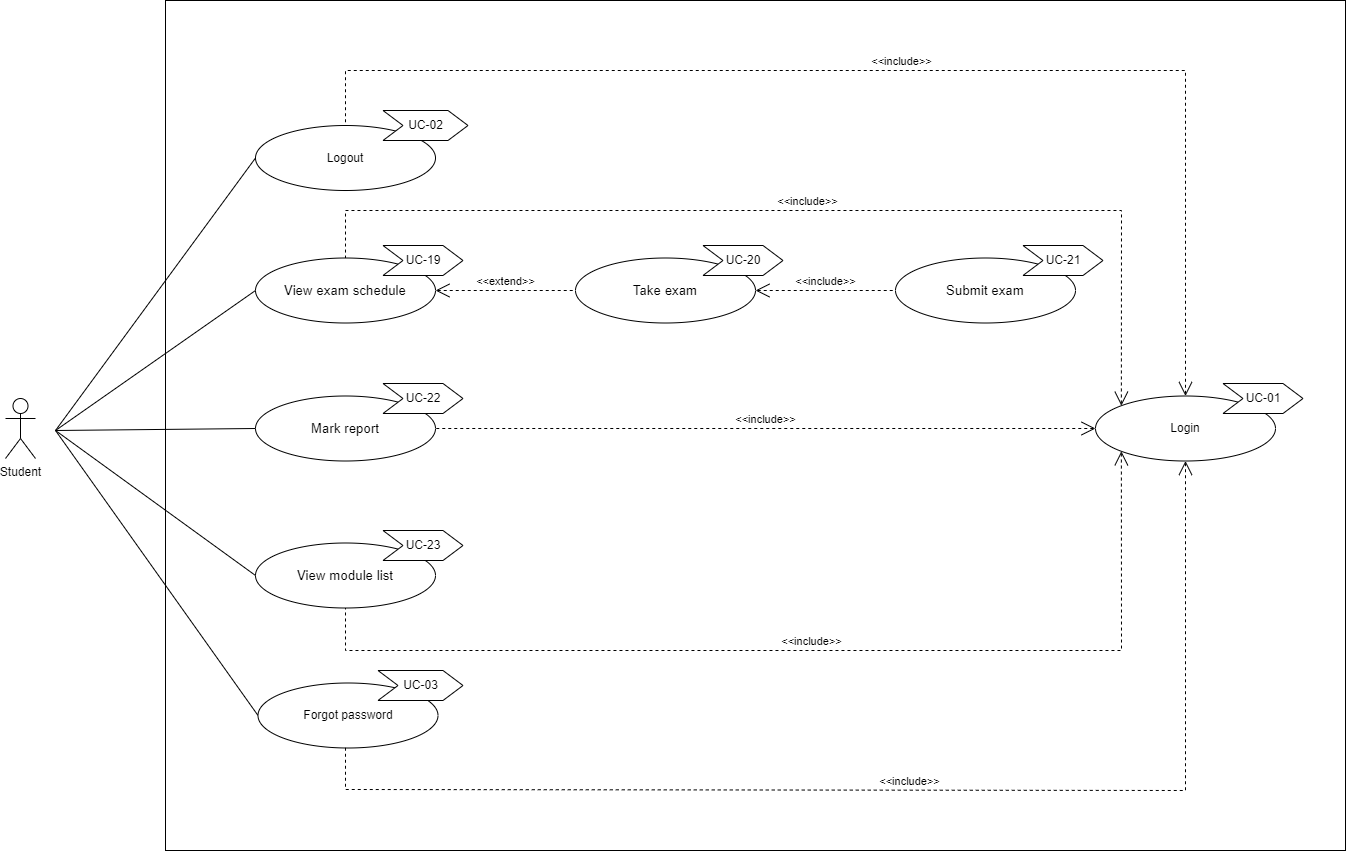 <<include>>
UC-02
Logout
<<include>>
UC-19
UC-20
UC-21
View exam schedule
<<extend>>
Take exam
<<include>>
Submit exam
UC-22
UC-01
Mark report
<<include>>
Login
Student
UC-23
View module list
<<include>>
UC-03
Forgot password
<<include>>